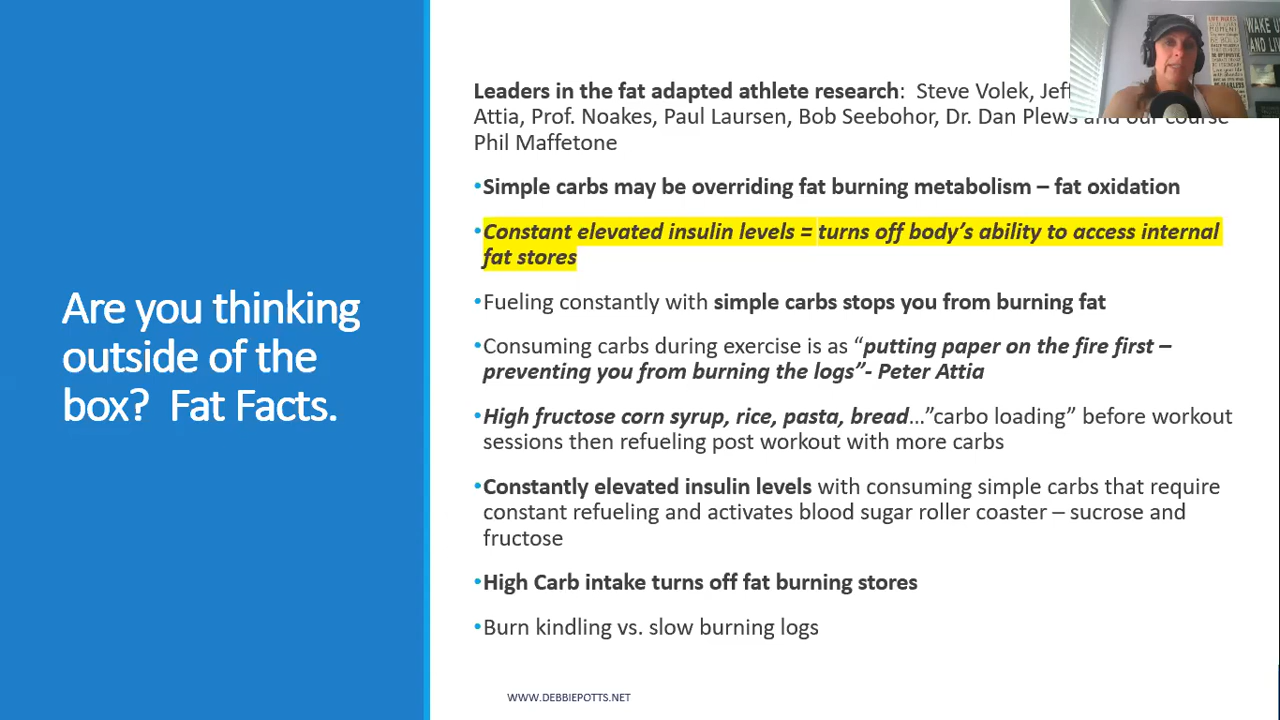 Are you thinking
outside of the
box? Fat Facts.
Leaders in the fat adapted athlete research: Steve Volek, Jeff
Attia, Prof. Noakes, Paul Laursen, Bob Seebohor, Dr. Dan Plews and our course
Phil Maffetone
•Simple carbs may be overriding fat burning metabolism – fat oxidation
•Constant elevated insulin levels = turns off body’s ability to access internal
fat stores
•Fueling constantly with simple carbs stops you from burning fat
•Consuming carbs during exercise is as “putting paper on the fire first –
preventing you from burning the logs”- Peter Attia
•High fructose corn syrup, rice, pasta, bread…”carbo loading” before workout
sessions then refueling post workout with more carbs
•Constantly elevated insulin levels with consuming simple carbs that require
constant refueling and activates blood sugar roller coaster – sucrose and
fructose
•High Carb intake turns off fat burning stores
•Burn kindling vs. slow burning logs
WWW.DEBBIEPOTTS.NET
WAKE U
AND LIV